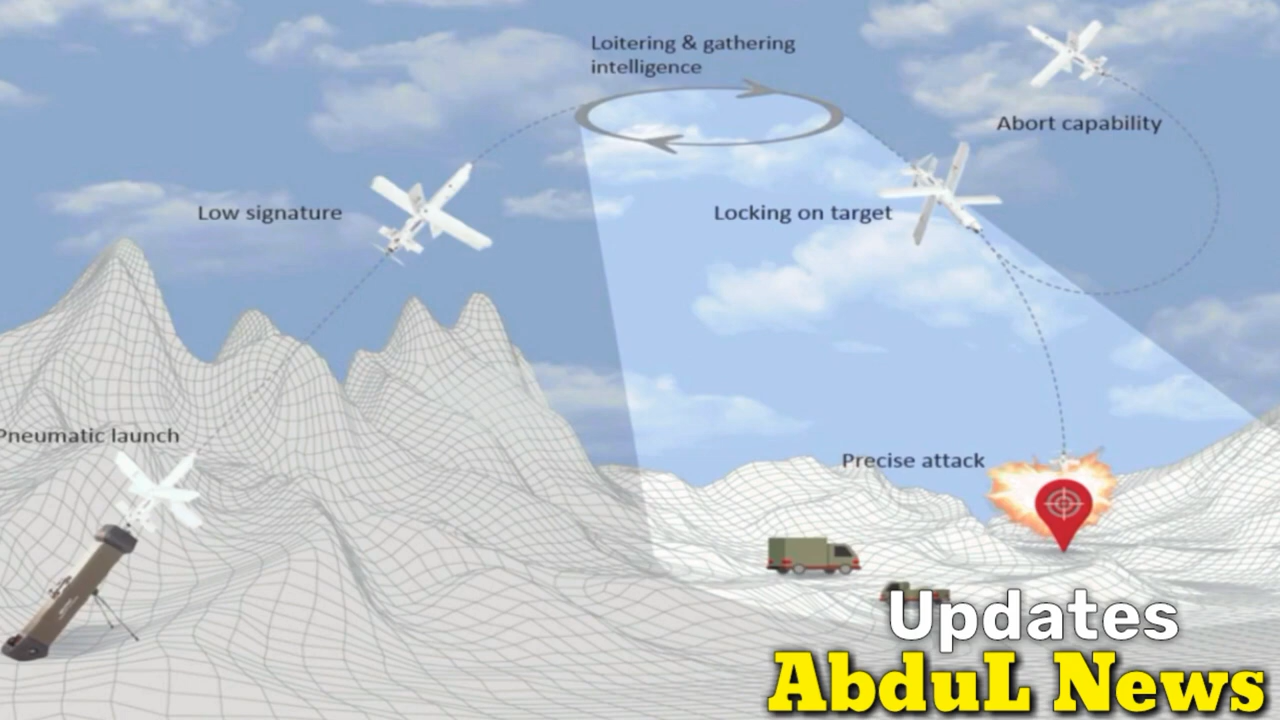 Loitering & gathering
intelligence
Abort capability
Low signature
Locking on target
Pneumatic launch
Precise attack
Updates
AbduL News